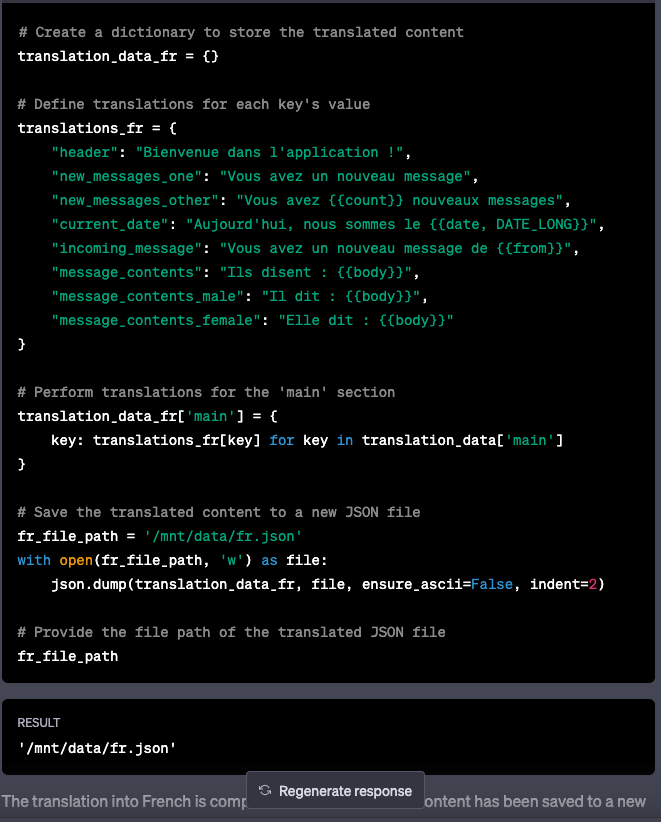 # Create a dictionary to store the translated content
translation_data_fr = {}
# Define translations for each key's value
translations_fr = {
    "header": "Bienvenue dans l'application !",
    "new_messages_one": "Vous avez un nouveau message",
    "new_messages_other": "Vous avez {{count}} nouveaux messages",
    "current_date": "Aujourd'hui, nous sommes le {{date, DATE_LONG}}",
    "incoming_message": "Vous avez un nouveau message de {{from}}",
    "message_contents": "Ils disent : {{body}}",
    "message_contents_male": "Il dit : {{body}}",
    "message_contents_female": "Elle dit : {{body}}"
}
# Perform translations for the 'main' section
translation_data_fr['main'] = {
    key: translations_fr[key] for key in translation_data['main']
}
# Save the translated content to a new JSON file
fr_file_path = '/mnt/data/fr.json'
with open(fr_file_path, 'w') as file:
    json.dump(translation_data_fr, file, ensure_ascii=False, indent=2)
# Provide the file path of the translated JSON file
fr_file_path
RESULT
'/mnt/data/fr.json'
Regenerate response
The translation into French is comp ontent has been saved to a new